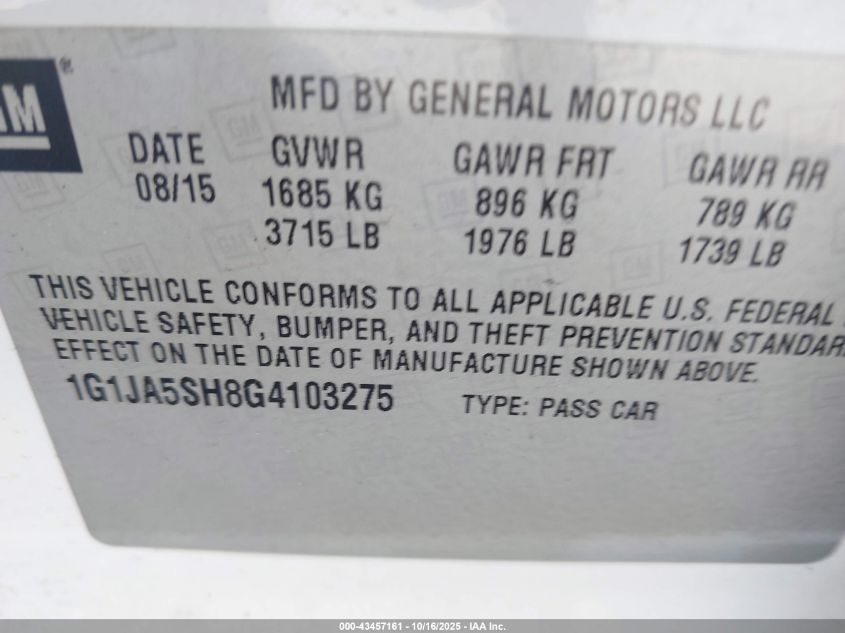 GM ®
MFD BY GENERAL MOTORS LLC
DATE GVWR GAWR FRT GAWR RR
08/15 1685 KG 896 KG 789 KG
3715 LB 1976 LB 1739 LB
THIS VEHICLE CONFORMS TO ALL APPLICABLE U.S. FEDERAL
VEHICLE SAFETY, BUMPER, AND THEFT PREVENTION
EFFECT ON THE DATE OF MANUFACTURE SHOWN ABOVE.
1G1JA5SH8G4103275 TYPE: PASS CAR
000-43457161 - 10/16/2025 - IAA Inc.